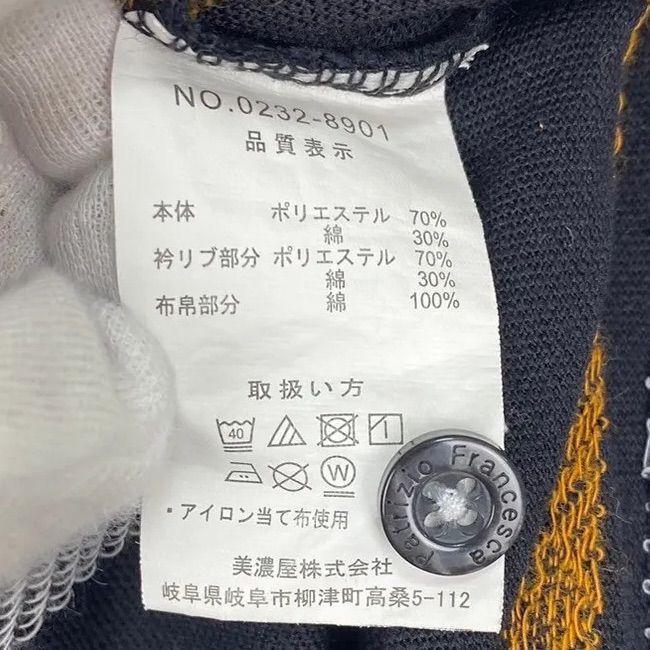 NO.0232-8901
品質表示
本体 ポリエステル 70%
綿 30%
衿リブ部分 ポリエステル 70%
綿 30%
布帛部分 綿 100%
取扱い方
40
W
・アイロン当て布使用
美濃屋株式会社
岐阜県岐阜市柳津町高桑5-112
Patrizio Francesca